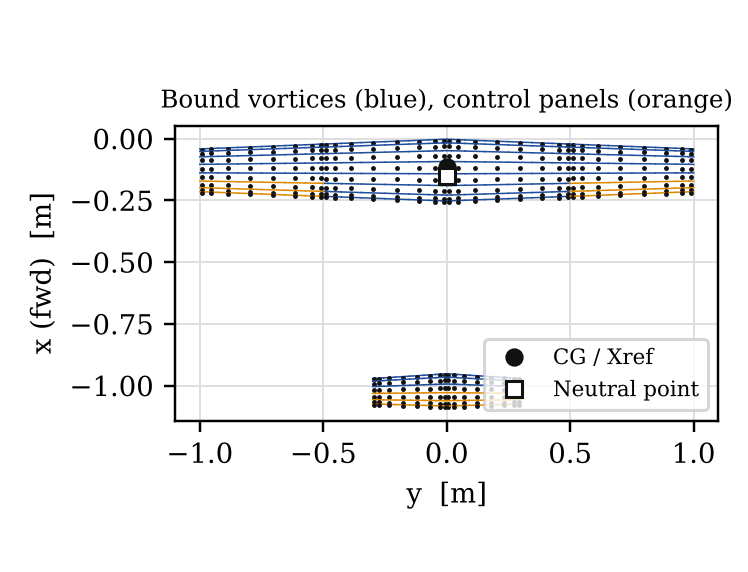 Bound vortices (blue), control panels (orange)
0.00
−0.25
−0.50
−0.75
−1.00
x (fwd) [m]
CG / Xref
Neutral point
−1.0 −0.5 0.0 0.5 1.0
y [m]